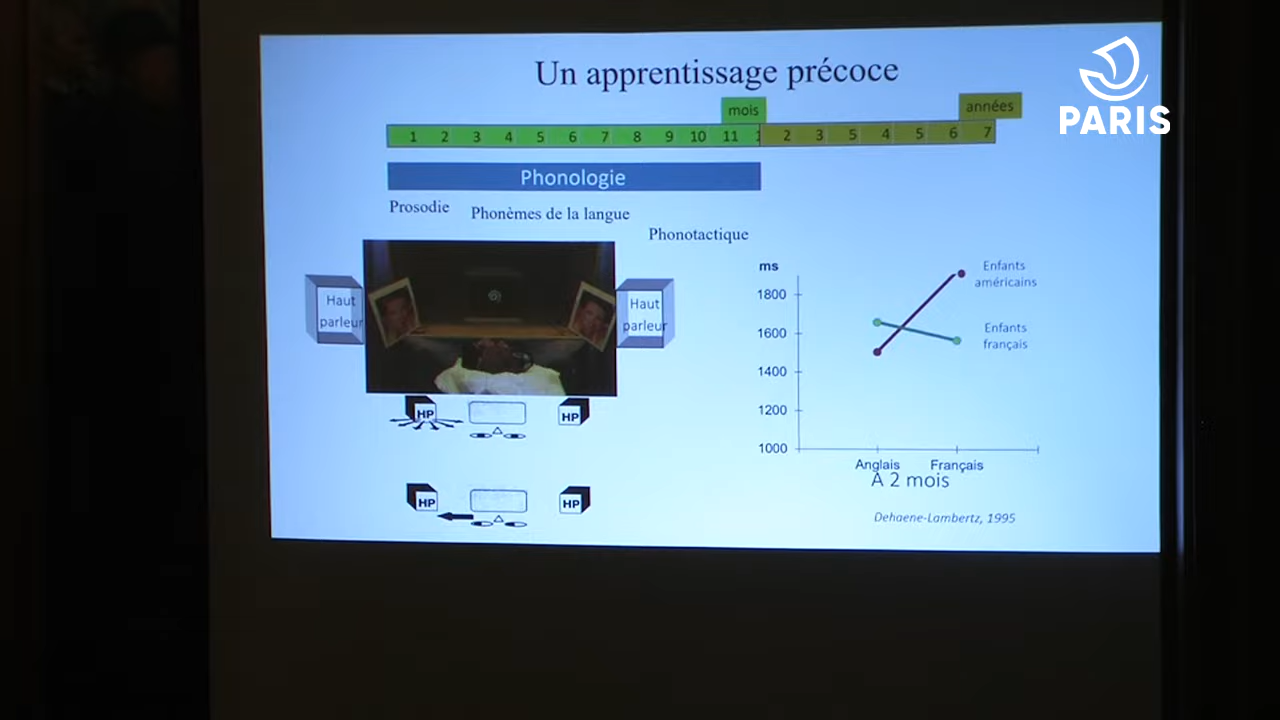 Un apprentissage précoce
mois
années
PARIS
1 2 3 4 5 6 7 8 9 10 11 1 2 3 5 4 5 6 7
Phonologie
Prosodie
Phonèmes de la langue
Phonotactique
Haut
parleur
Haut
parleur
HP
HP
HP
HP
ms
1800
1600
1400
1200
1000
Enfants
américains
Enfants
français
Anglais Français
À 2 mois
Dehaene-Lambertz, 1995